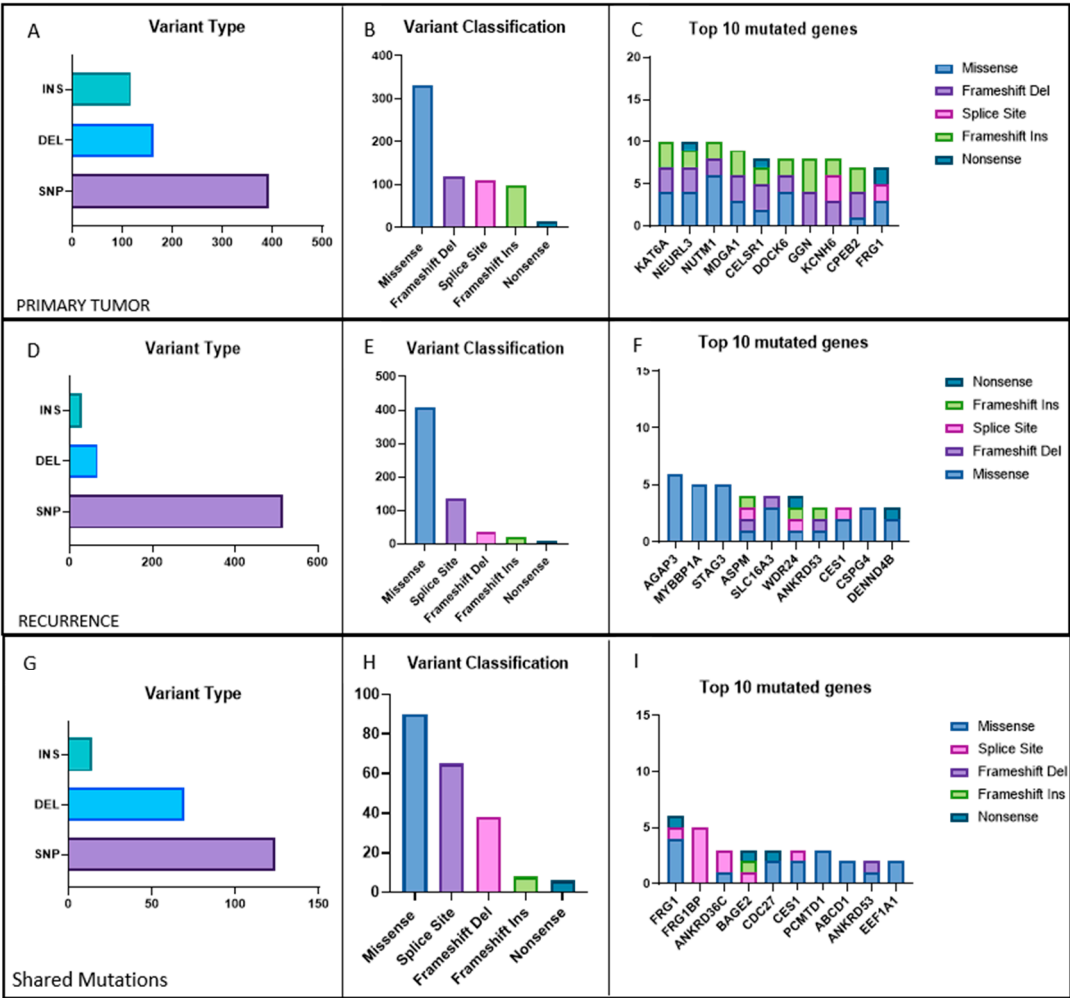 A
Variant Type
INS
DEL
SNP
0 100 200 300 400 500
PRIMARY TUMOR
B
Variant Classification
400
300
200
100
0
Missense
Frameshift Del
Splice Site
Frameshift Ins
Nonsense
C
Top 10 mutated genes
20
15
10
5
0
KAT6A
NEURL3
NUTM1
MDGA1
CELSR1
DOCK6
GGN
KCNH6
CPEB2
FRG1
Missense
Frameshift Del
Splice Site
Frameshift Ins
Nonsense
D
Variant Type
INS
DEL
SNP
0 200 400 600
RECURRENCE
E
Variant Classification
500
400
300
200
100
0
Missense
Splice Site
Frameshift Del
Frameshift Ins
Nonsense
F
Top 10 mutated genes
15
10
5
0
AGAP3
MYBBP1A
STAG3
ASPM
SLC16A3
WDR24
ANKRD53
CES1
CSPG4
DENND4B
Nonsense
Frameshift Ins
Splice Site
Frameshift Del
Missense
G
Variant Type
INS
DEL
SNP
0 50 100 150
Shared Mutations
H
Variant Classification
100
80
60
40
20
0
Missense
Splice Site
Frameshift Del
Frameshift Ins
Nonsense
I
Top 10 mutated genes
15
10
5
0
FRG1
FRG1BP
ANKRD36C
BAGE2
CDC27
CES1
PCMTD1
ABCD1
ANKRD53
EEF1A1
Missense
Splice Site
Frameshift Del
Frameshift Ins
Nonsense